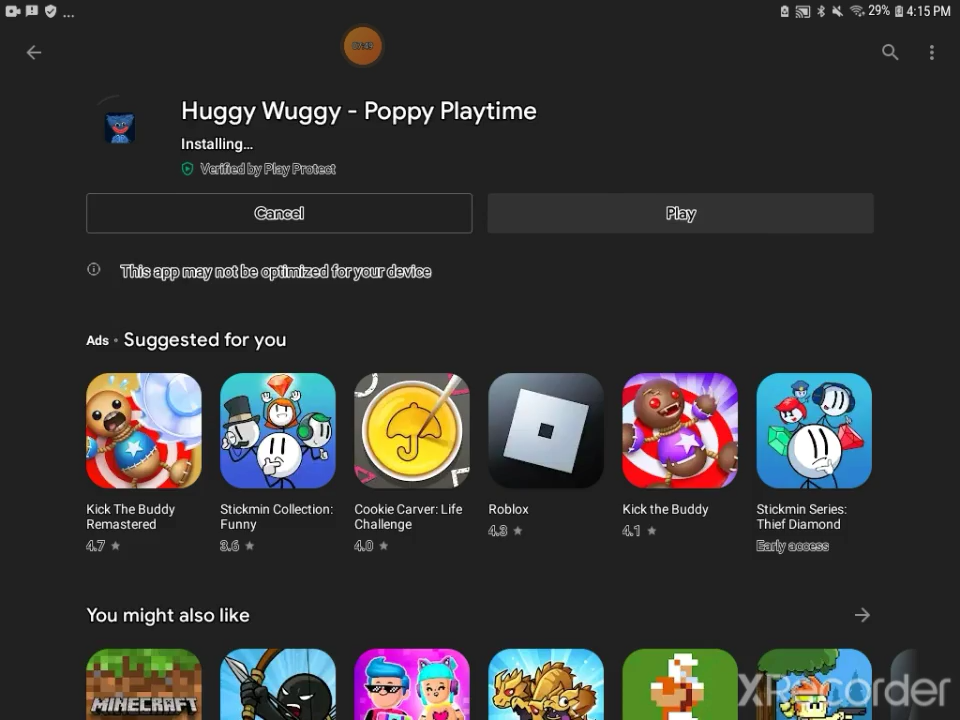 ...
29%
4:15 PM
Huggy Wuggy - Poppy Playtime
Installing...
Verified by Play Protect
Cancel
Play
This app may not be optimized for your device
Ads • Suggested for you
Kick The Buddy
Remastered
4.7 ★
Stickmin Collection:
Funny
3.6 ★
Cookie Carver: Life
Challenge
4.0 ★
Roblox
4.3 ★
Kick the Buddy
4.1 ★
Stickmin Series:
Thief Diamond
Early access
You might also like
MINECRAFT
XRecorder